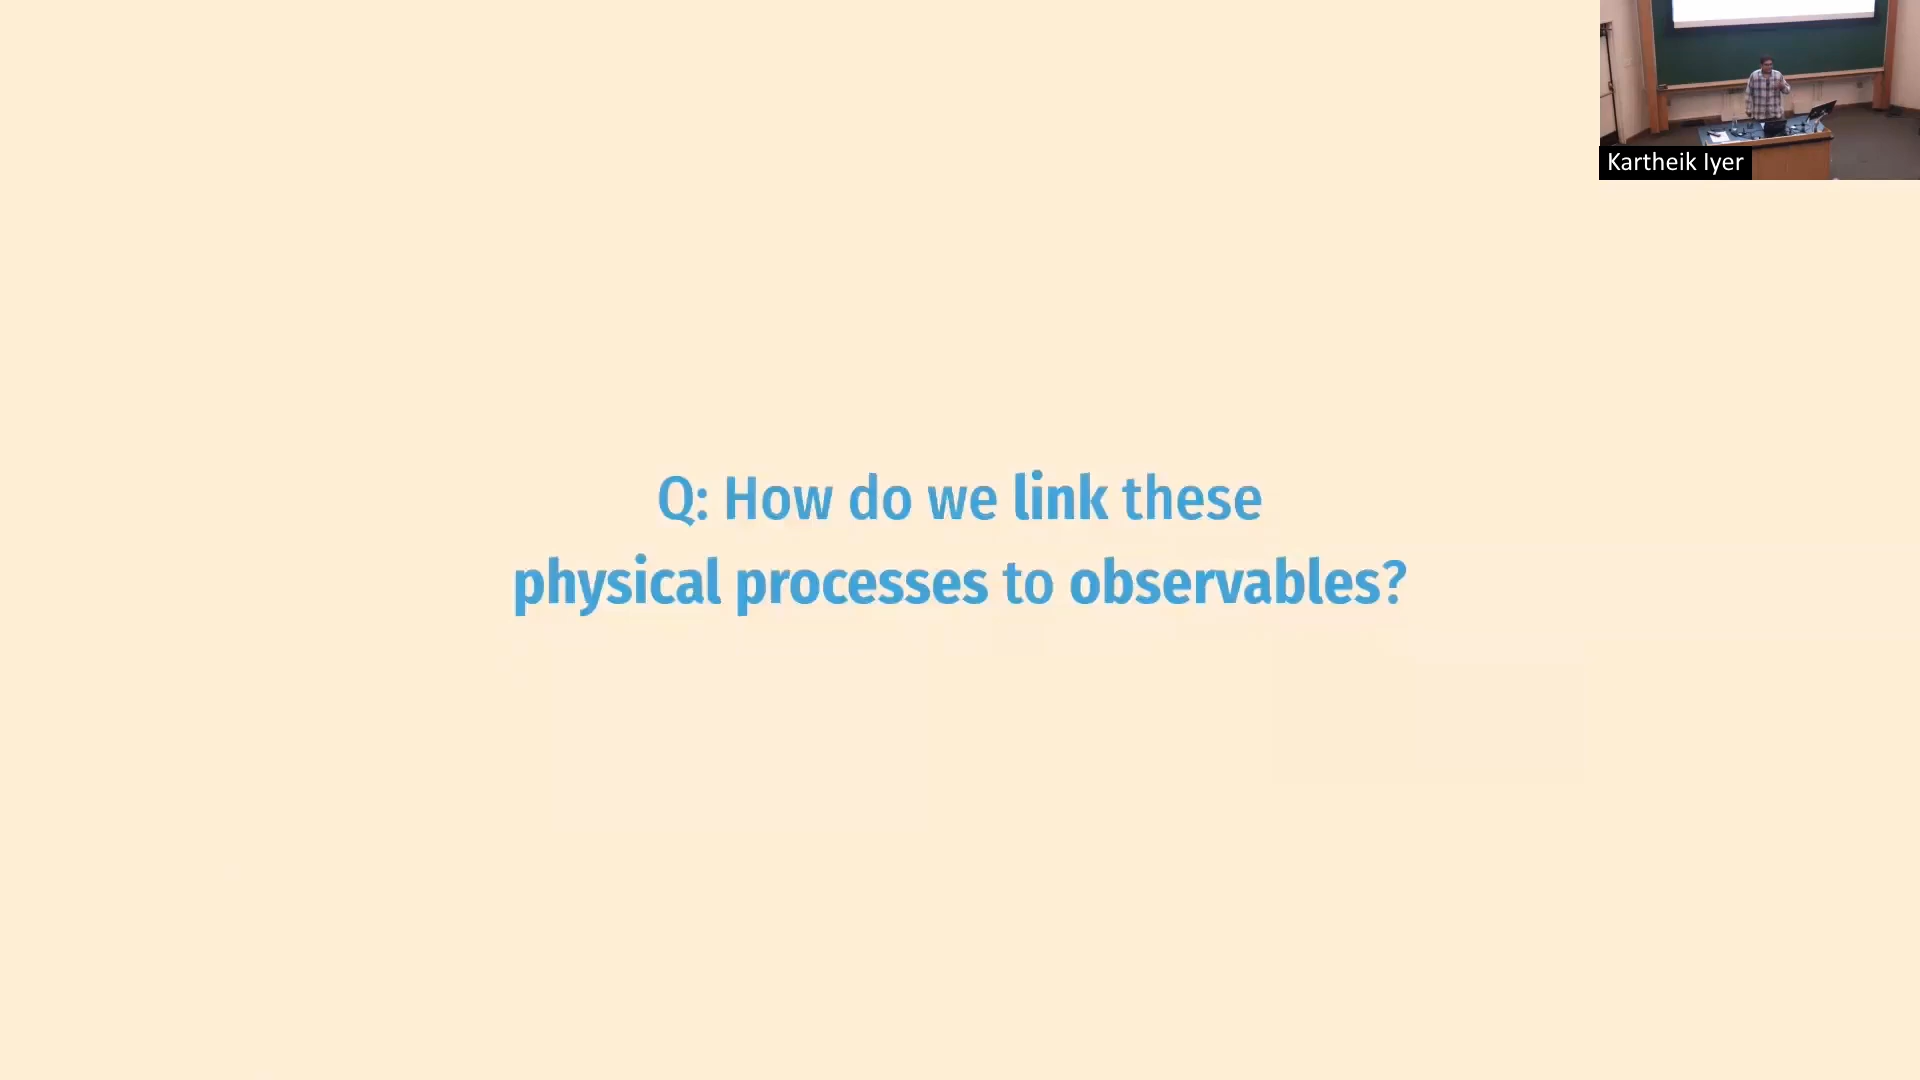 Kartheik Iyer
Q: How do we link these
physical processes to observables?